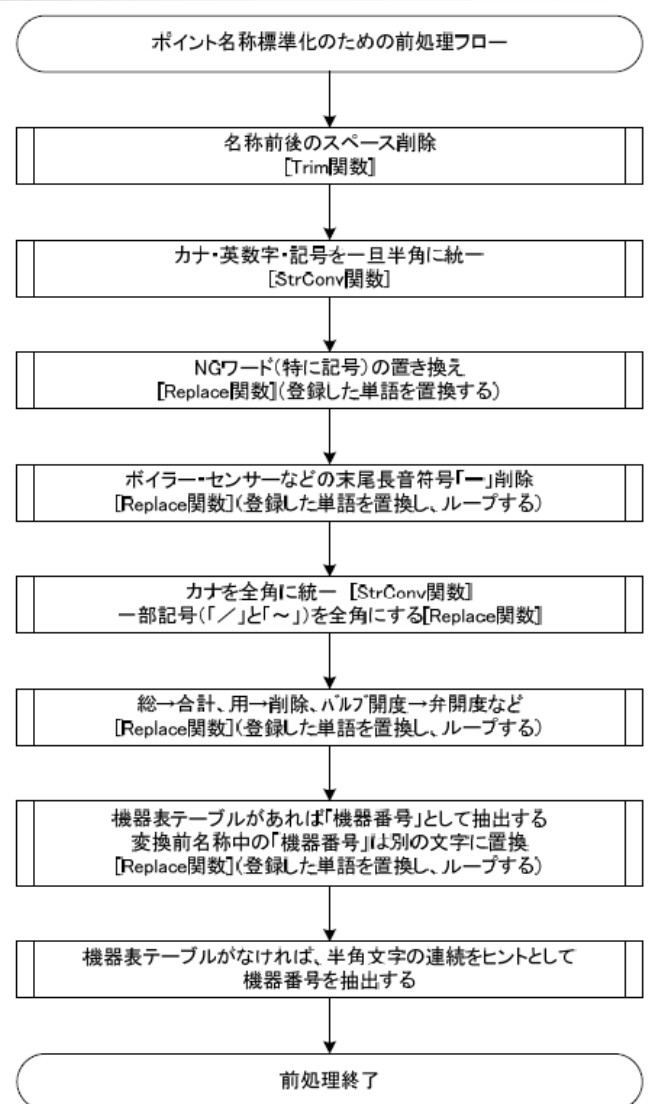 ポイント名称標準化のための前処理フロー
名称前後のスペース削除
[Trim関数]
カナ・英数字・記号を一旦半角に統一
[StrConv関数]
NGワード(特に記号)の置き換え
[Replace関数](登録した単語を置換する)
ボイラー・センサーなどの末尾長音符号「ー」削除
[Replace関数](登録した単語を置換し、ループする)
カナを全角に統一 [StrConv関数]
一部記号(「／」と「～」)を全角にする[Replace関数]
総→合計、用→削除、ﾊﾞﾙﾌﾞ開度→弁開度など
[Replace関数](登録した単語を置換し、ループする)
機器表テーブルがあれば「機器番号」として抽出する
変換前名称中の「機器番号」は別の文字に置換
[Replace関数](登録した単語を置換し、ループする)
機器表テーブルがなければ、半角文字の連続をヒントとして
機器番号を抽出する
前処理終了